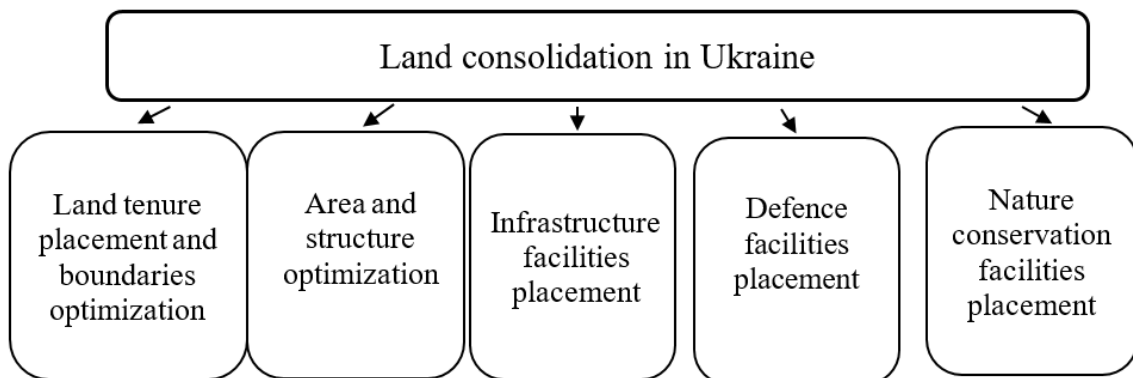 Land consolidation in Ukraine
Land tenure
placement and
boundaries
optimization
Area and
structure
optimization
Infrastructure
facilities
placement
Defence
facilities
placement
Nature
conservation
facilities
placement